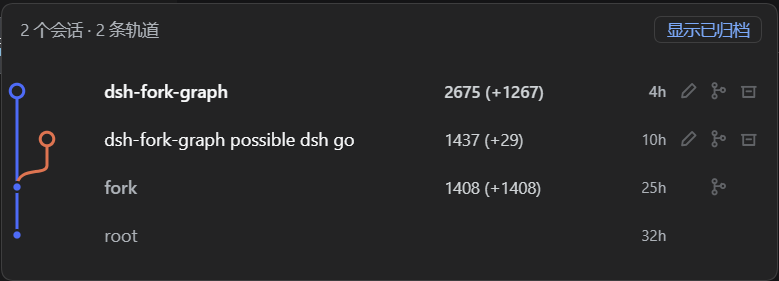 2 个会话 · 2 条轨道 显示已归档
dsh-fork-graph 2675 (+1267) 4h
dsh-fork-graph possible dsh go 1437 (+29) 10h
fork 1408 (+1408) 25h
root 32h